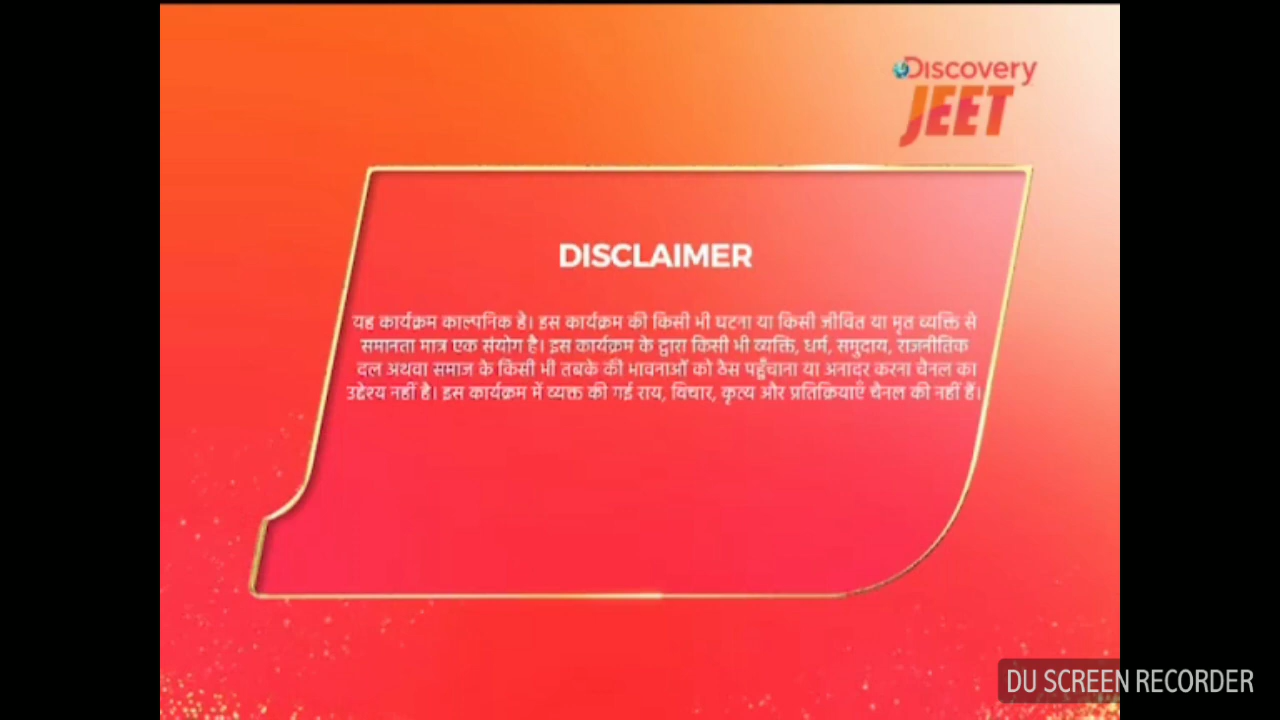 Discovery
JEET
DISCLAIMER
यह कार्यक्रम काल्पनिक है। इस कार्यक्रम की किसी भी घटना या किसी जीवित या मृत व्यक्ति से
समानता मात्र एक संयोग है। इस कार्यक्रम के द्वारा किसी भी व्यक्ति, धर्म, समुदाय, राजनीतिक
दल अथवा समाज के किसी भी तबके की भावनाओं को ठेस पहुँचाना या अनादर करना चैनल का
उद्देश्य नहीं है। इस कार्यक्रम में व्यक्त की गई राय, विचार, कृत्य और प्रतिक्रियाएँ चैनल की नहीं हैं।
DU SCREEN RECORDER